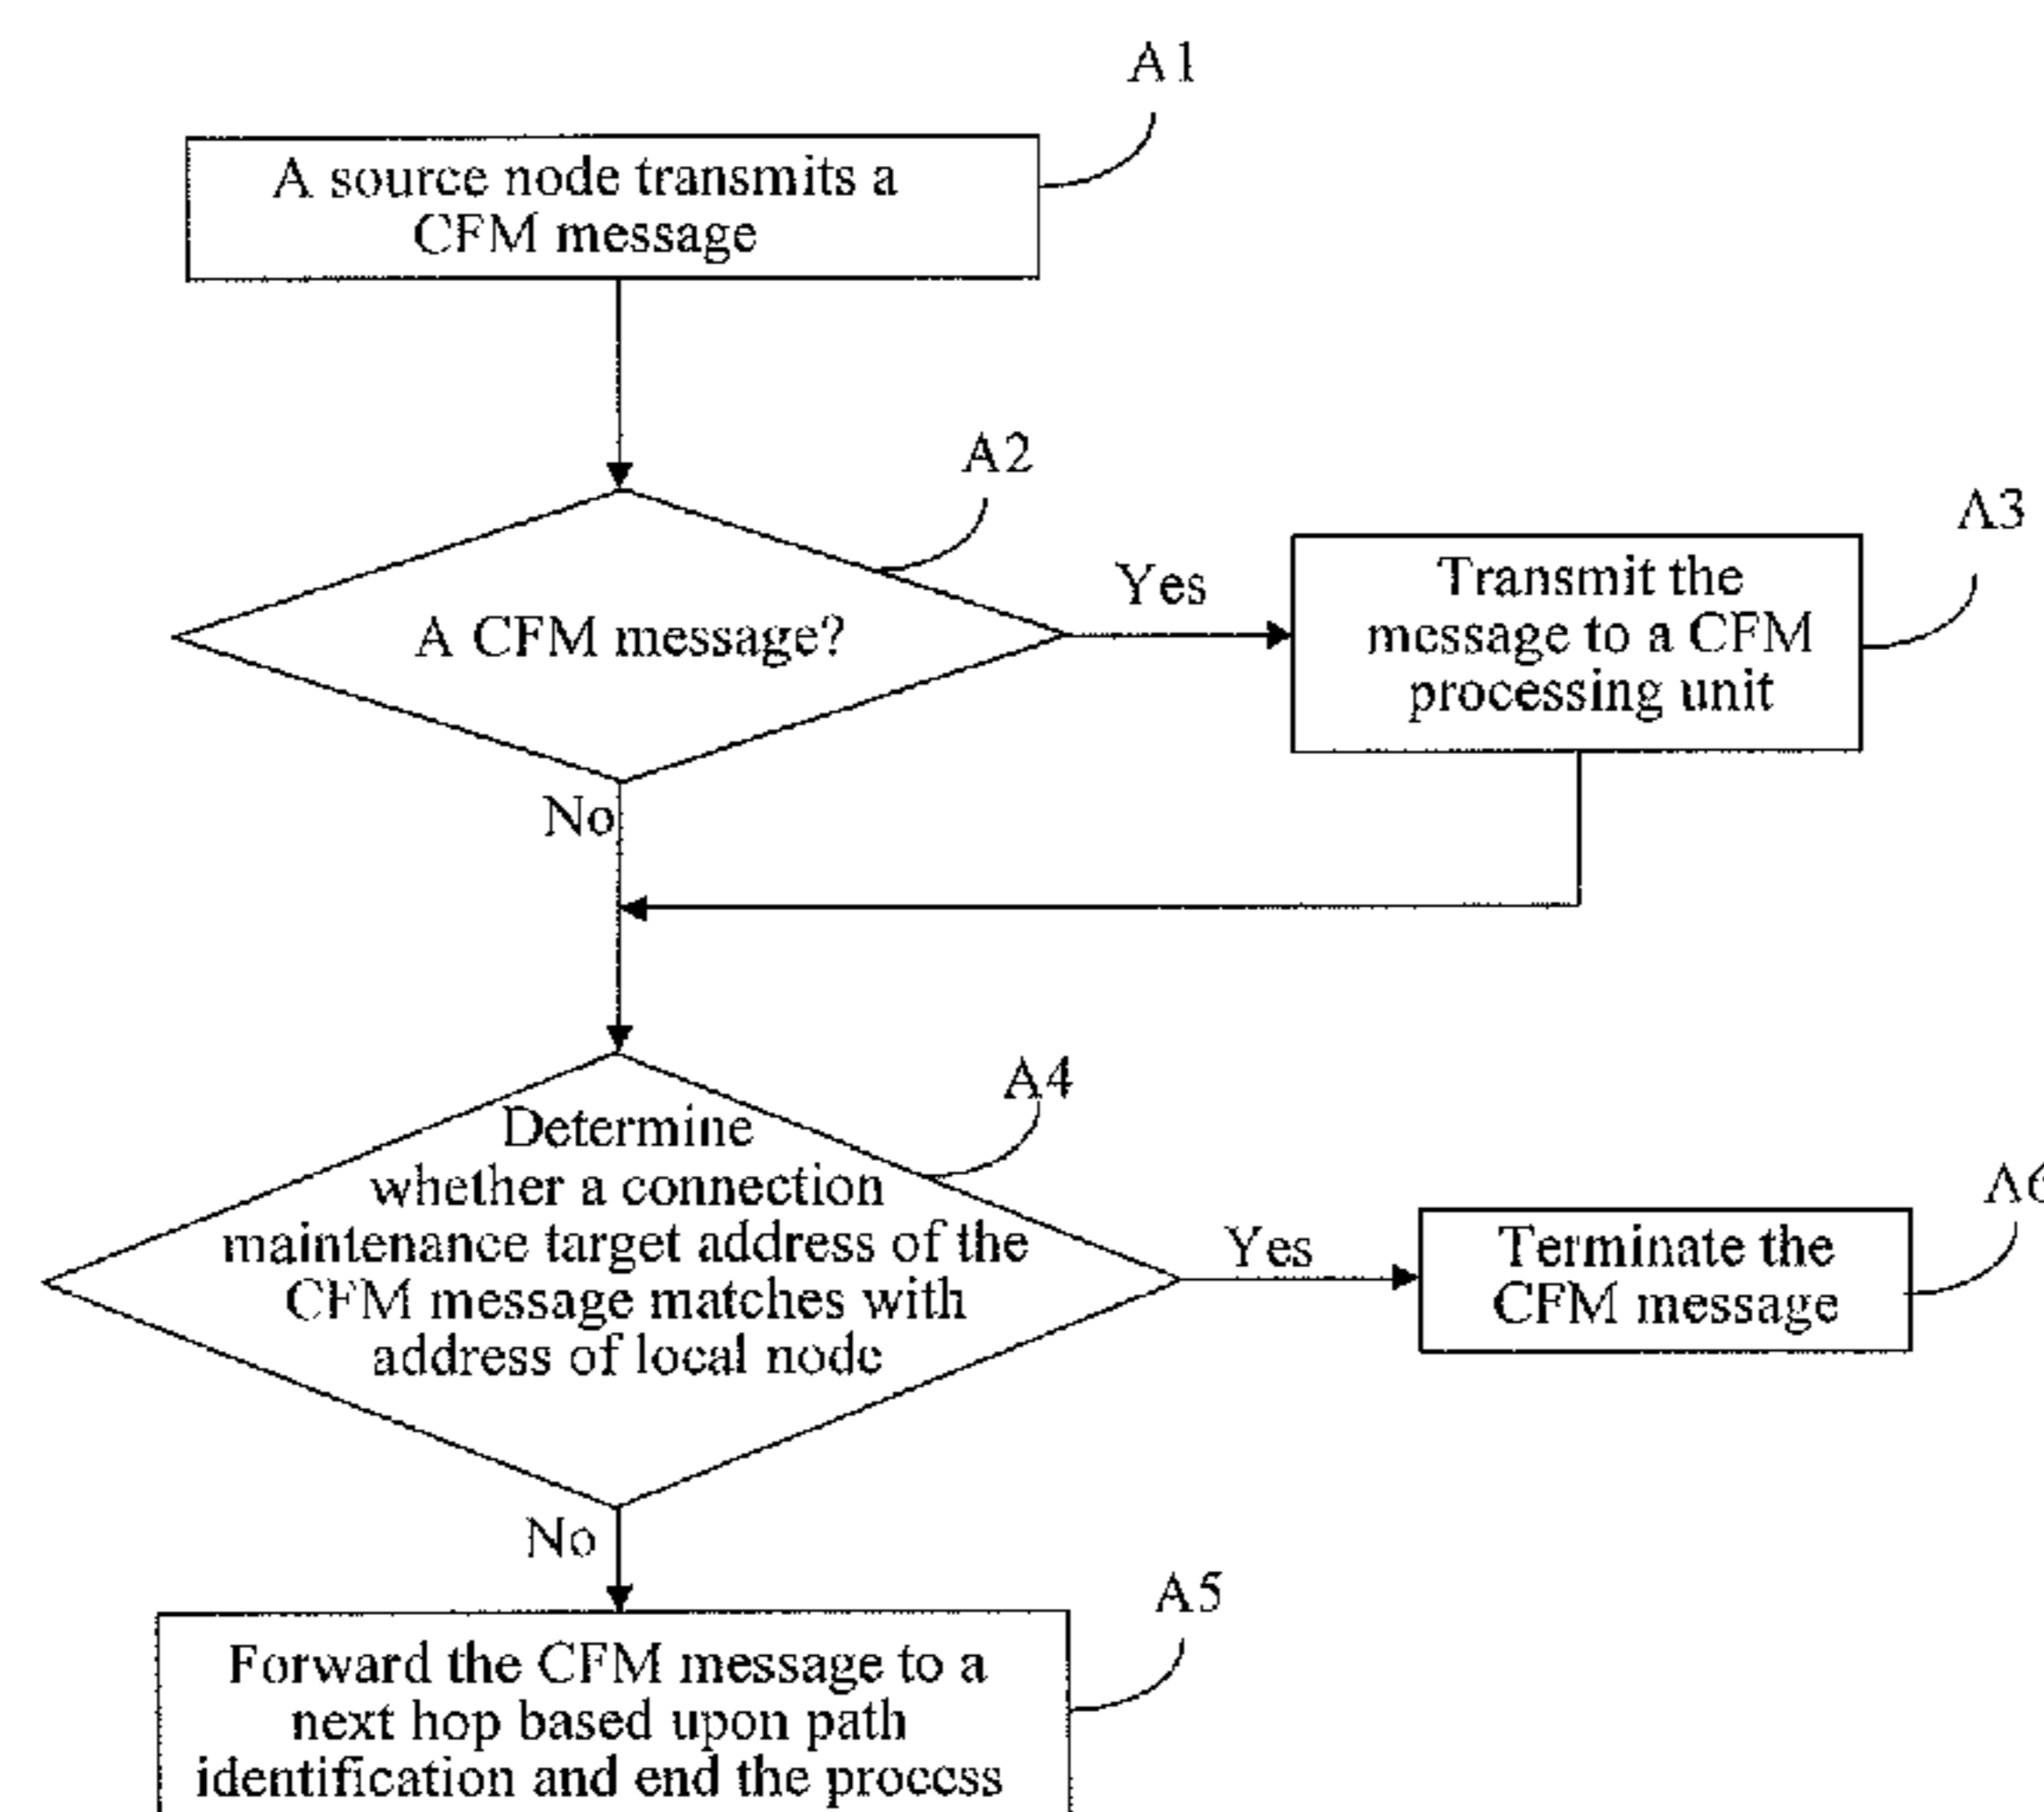 A1
A source node transmits a
CFM message
A2
A CFM message?
Yes
A3
Transmit the
message to a CFM
processing unit
No
A4
Determine
whether a connection
maintenance target address of the
CFM message matches with
address of local node
Yes
A6
Terminate the
CFM message
No
A5
Forward the CFM message to a
next hop based upon path
identification and end the process